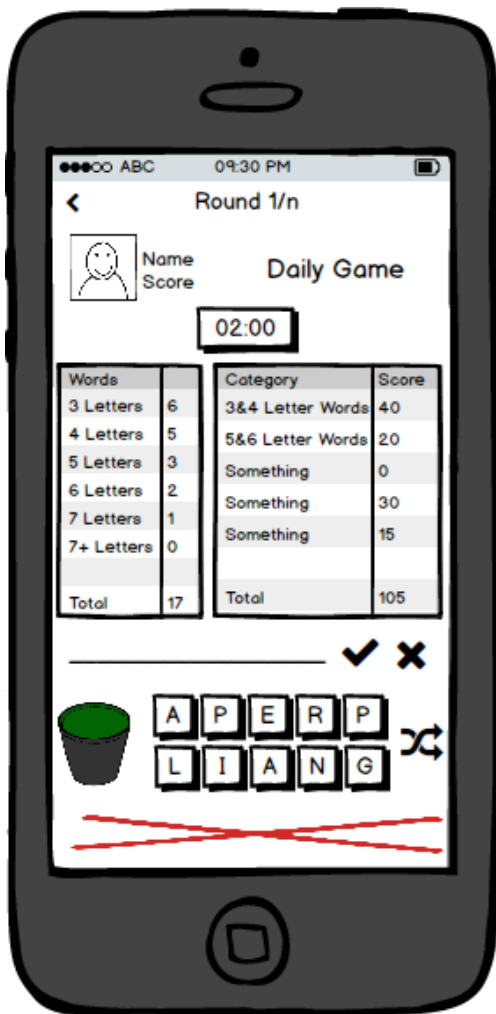 ABC 09:30 PM
Round 1/n
Name
Score
Daily Game
02:00
Words
3 Letters 6
4 Letters 5
5 Letters 3
6 Letters 2
7 Letters 1
7+ Letters 0
Total 17
Category Score
3&4 Letter Words 40
5&6 Letter Words 20
Something 0
Something 30
Something 15
Total 105
A P E R P
L I A N G